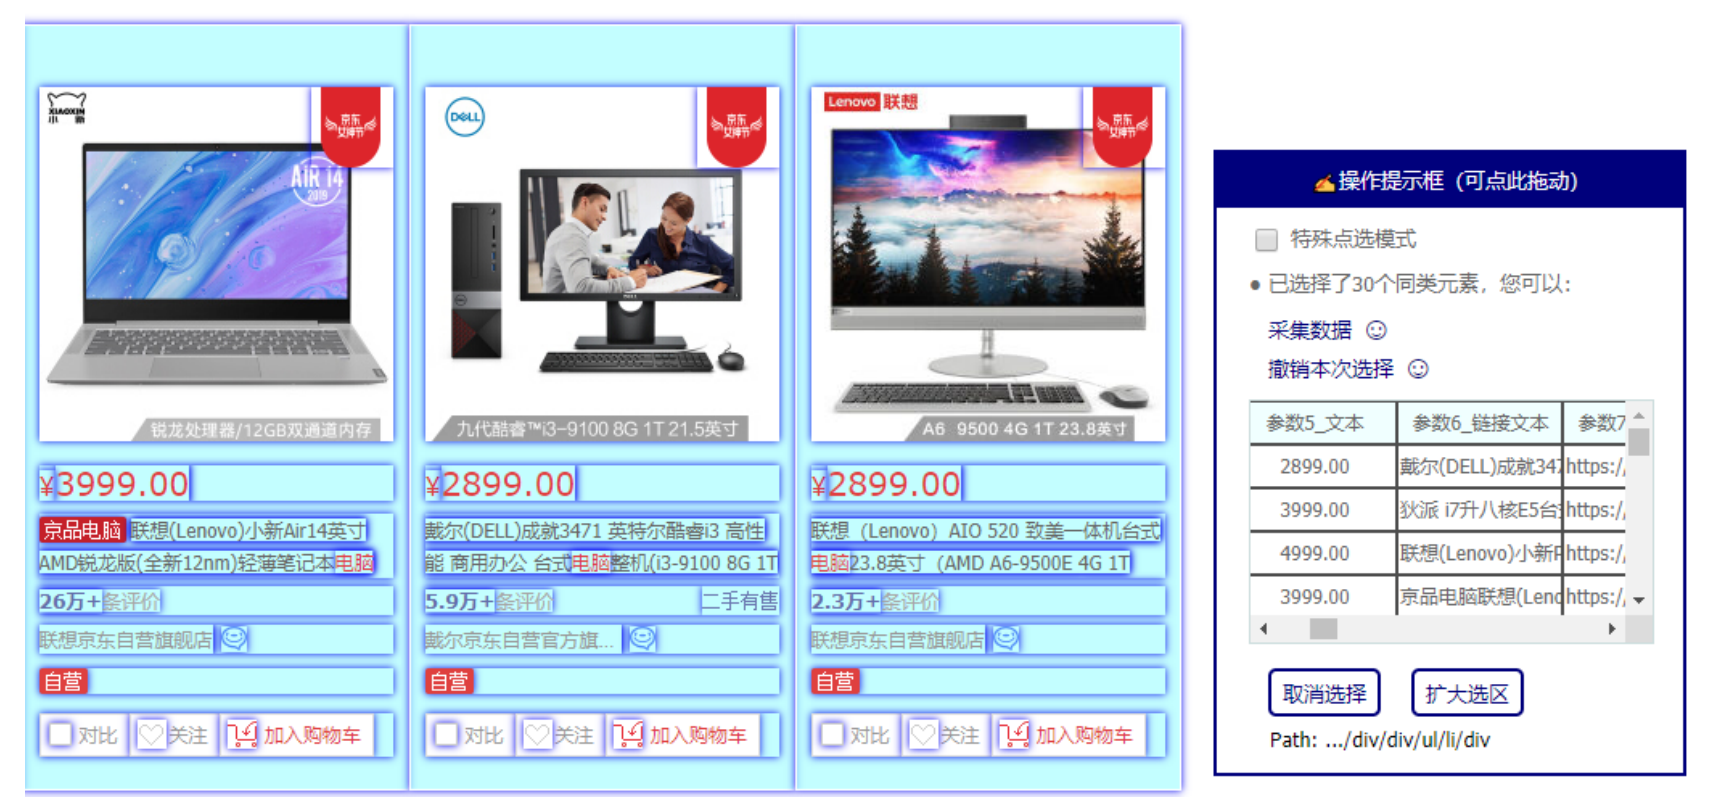 XIAOXIN
小新
京东
女神节
AIR 14
2019
锐龙处理器/12GB双通道内存
¥3999.00
京品电脑 联想(Lenovo)小新Air14英寸
AMD锐龙版(全新12nm)轻薄笔记本电脑
26万+条评价
联想京东自营旗舰店
自营
对比 关注 加入购物车
DELL
京东
女神节
DELL
九代酷睿™i3-9100 8G 1T 21.5英寸
¥2899.00
戴尔(DELL)成就3471 英特尔酷睿i3 高性
能 商用办公 台式电脑整机(i3-9100 8G 1T
5.9万+条评价 二手有售
戴尔京东自营官方旗...
自营
对比 关注 加入购物车
Lenovo 联想
京东
女神节
A6 9500 4G 1T 23.8英寸
¥2899.00
联想（Lenovo）AIO 520 致美一体机台式
电脑23.8英寸（AMD A6-9500E 4G 1T
2.3万+条评价
联想京东自营旗舰店
自营
对比 关注 加入购物车
✍操作提示框（可点此拖动)
特殊点选模式
● 已选择了30个同类元素，您可以：
采集数据 ☺
撤销本次选择 ☺
参数5_文本 参数6_链接文本 参数7
2899.00 戴尔(DELL)成就347 https://
3999.00 狄派 i7升八核E5台 https://
4999.00 联想(Lenovo)小新 https://
3999.00 京品电脑联想(Leno https://
取消选择 扩大选区
Path: .../div/div/ul/li/div